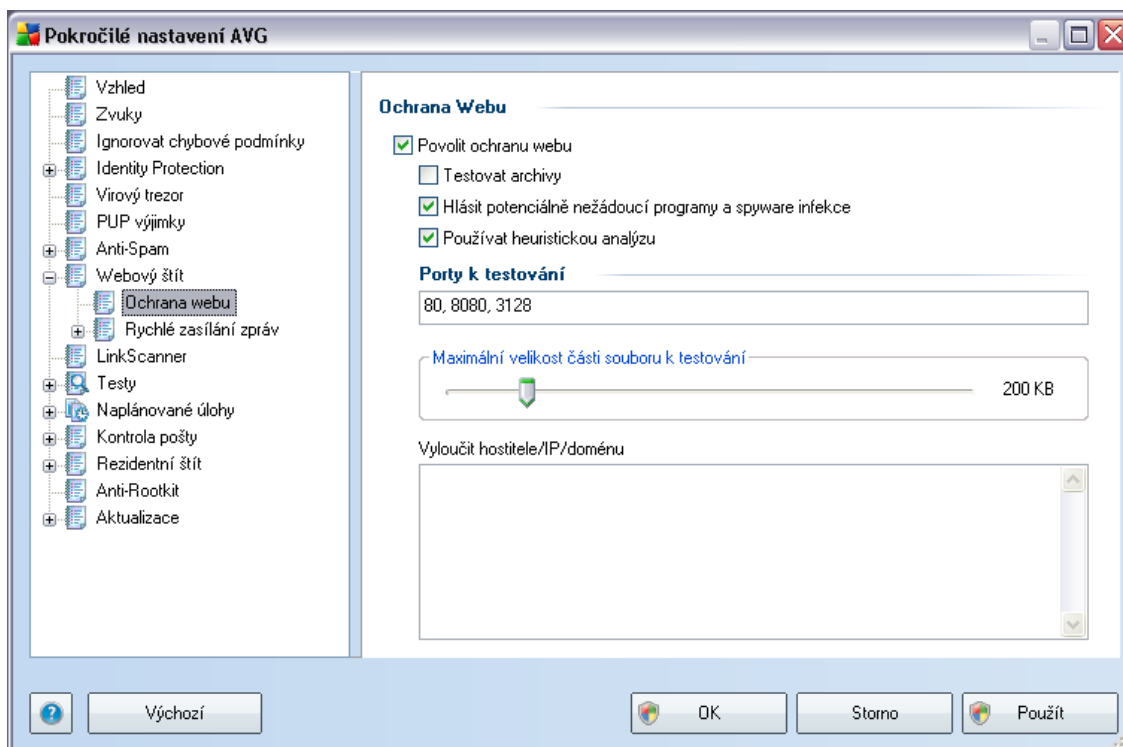 Pokročilé nastavení AVG
Vzhled
Zvuky
Ignorovat chybové podmínky
Identity Protection
Virový trezor
PUP výjimky
Anti-Spam
Webový štít
Ochrana webu
Rychlé zasílání zpráv
LinkScanner
Testy
Naplánované úlohy
Kontrola pošty
Rezidentní štít
Anti-Rootkit
Aktualizace
Ochrana Webu
Povolit ochranu webu
Testovat archivy
Hlásit potenciálně nežádoucí programy a spyware infekce
Používat heuristickou analýzu
Porty k testování
80, 8080, 3128
Maximální velikost části souboru k testování
200 KB
Vyloučit hostitele/IP/doménu
Výchozí
OK
Storno
Použít